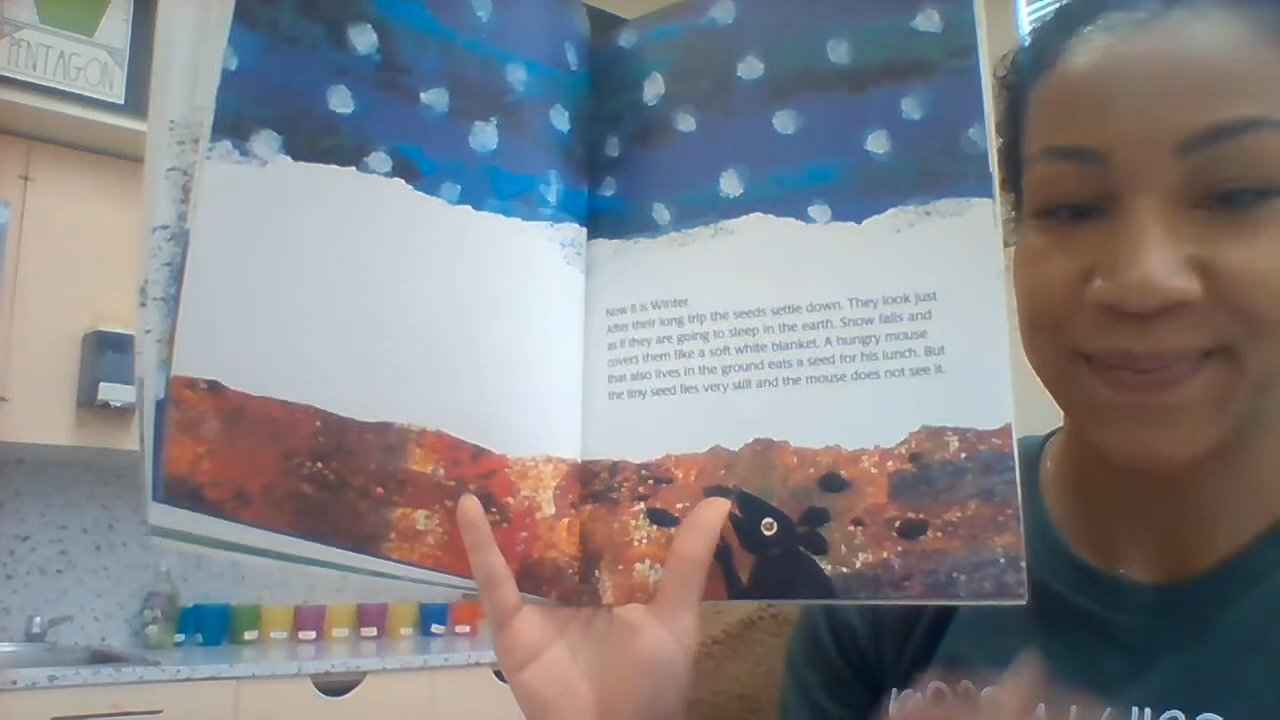 PENTAGON
Now it is Winter.
After their long trip the seeds settle down. They look just
as if they are going to sleep in the earth. Snow falls and
covers them like a soft white blanket. A hungry mouse
that also lives in the ground eats a seed for his lunch. But
the tiny seed lies very still and the mouse does not see it.